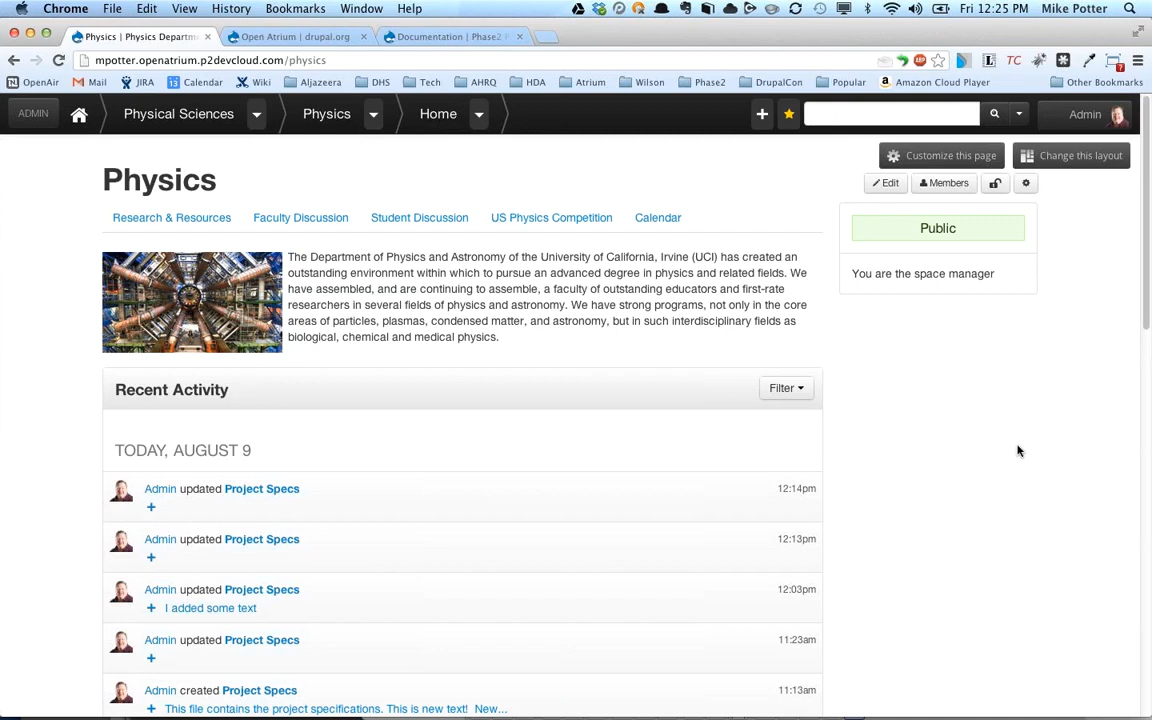 Chrome File Edit View History Bookmarks Window Help Fri 12:25 PM Mike Potter
Physics | Physics Departm Open Atrium | drupal.org Documentation | Phase2 P
mpotter.openatrium.p2devcloud.com/physics
OpenAir Mail JIRA Calendar Wiki Aljazeera DHS Tech AHRQ HDA Atrium Wilson Phase2 DrupalCon Popular Amazon Cloud Player Other Bookmarks
ADMIN Physical Sciences Physics Home Admin
Customize this page Change this layout
Physics
Edit Members
Research & Resources Faculty Discussion Student Discussion US Physics Competition Calendar
Public
You are the space manager
The Department of Physics and Astronomy of the University of California, Irvine (UCI) has created an
outstanding environment within which to pursue an advanced degree in physics and related fields. We
have assembled, and are continuing to assemble, a faculty of outstanding educators and first-rate
researchers in several fields of physics and astronomy. We have strong programs, not only in the core
areas of particles, plasmas, condensed matter, and astronomy, but in such interdisciplinary fields as
biological, chemical and medical physics.
Recent Activity Filter
TODAY, AUGUST 9
Admin updated Project Specs 12:14pm
+
Admin updated Project Specs 12:13pm
+
Admin updated Project Specs 12:03pm
+ I added some text
Admin updated Project Specs 11:23am
+
Admin created Project Specs 11:13am
+ This file contains the project specifications. This is new text! New...